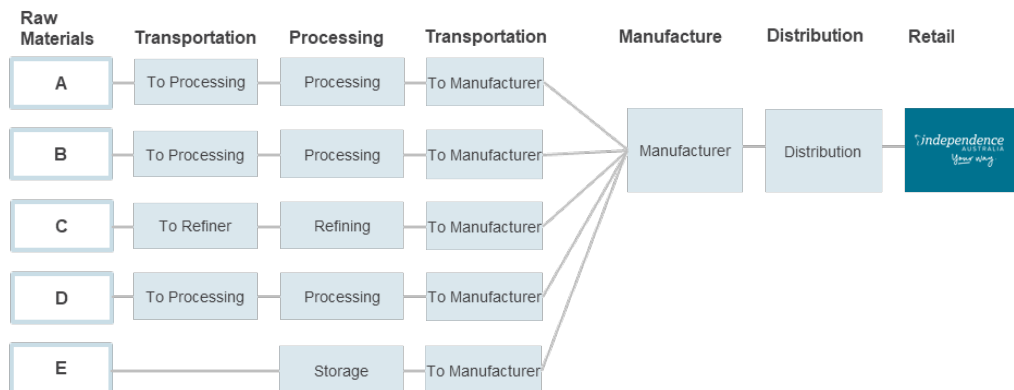 Raw
Materials
Transportation
Processing
Transportation
Manufacture
Distribution
Retail
A
To Processing
Processing
To Manufacturer
B
To Processing
Processing
To Manufacturer
Manufacturer
Distribution
independence
AUSTRALIA
Your way.
C
To Refiner
Refining
To Manufacturer
D
To Processing
Processing
To Manufacturer
E
Storage
To Manufacturer